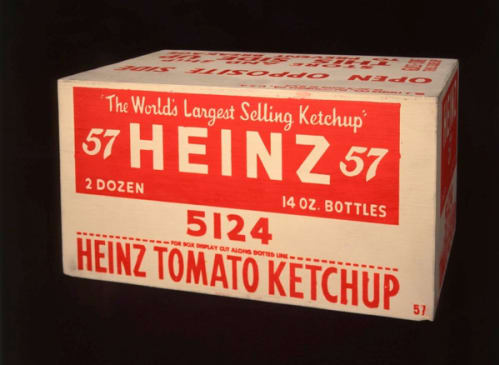 OPEN OPPOSITE SIDE
"The World's Largest Selling Ketchup"
57 HEINZ 57
2 DOZEN
14 OZ. BOTTLES
5124
FOR BOX DISPLAY CUT ALONG DOTTED LINE
HEINZ TOMATO KETCHUP
57